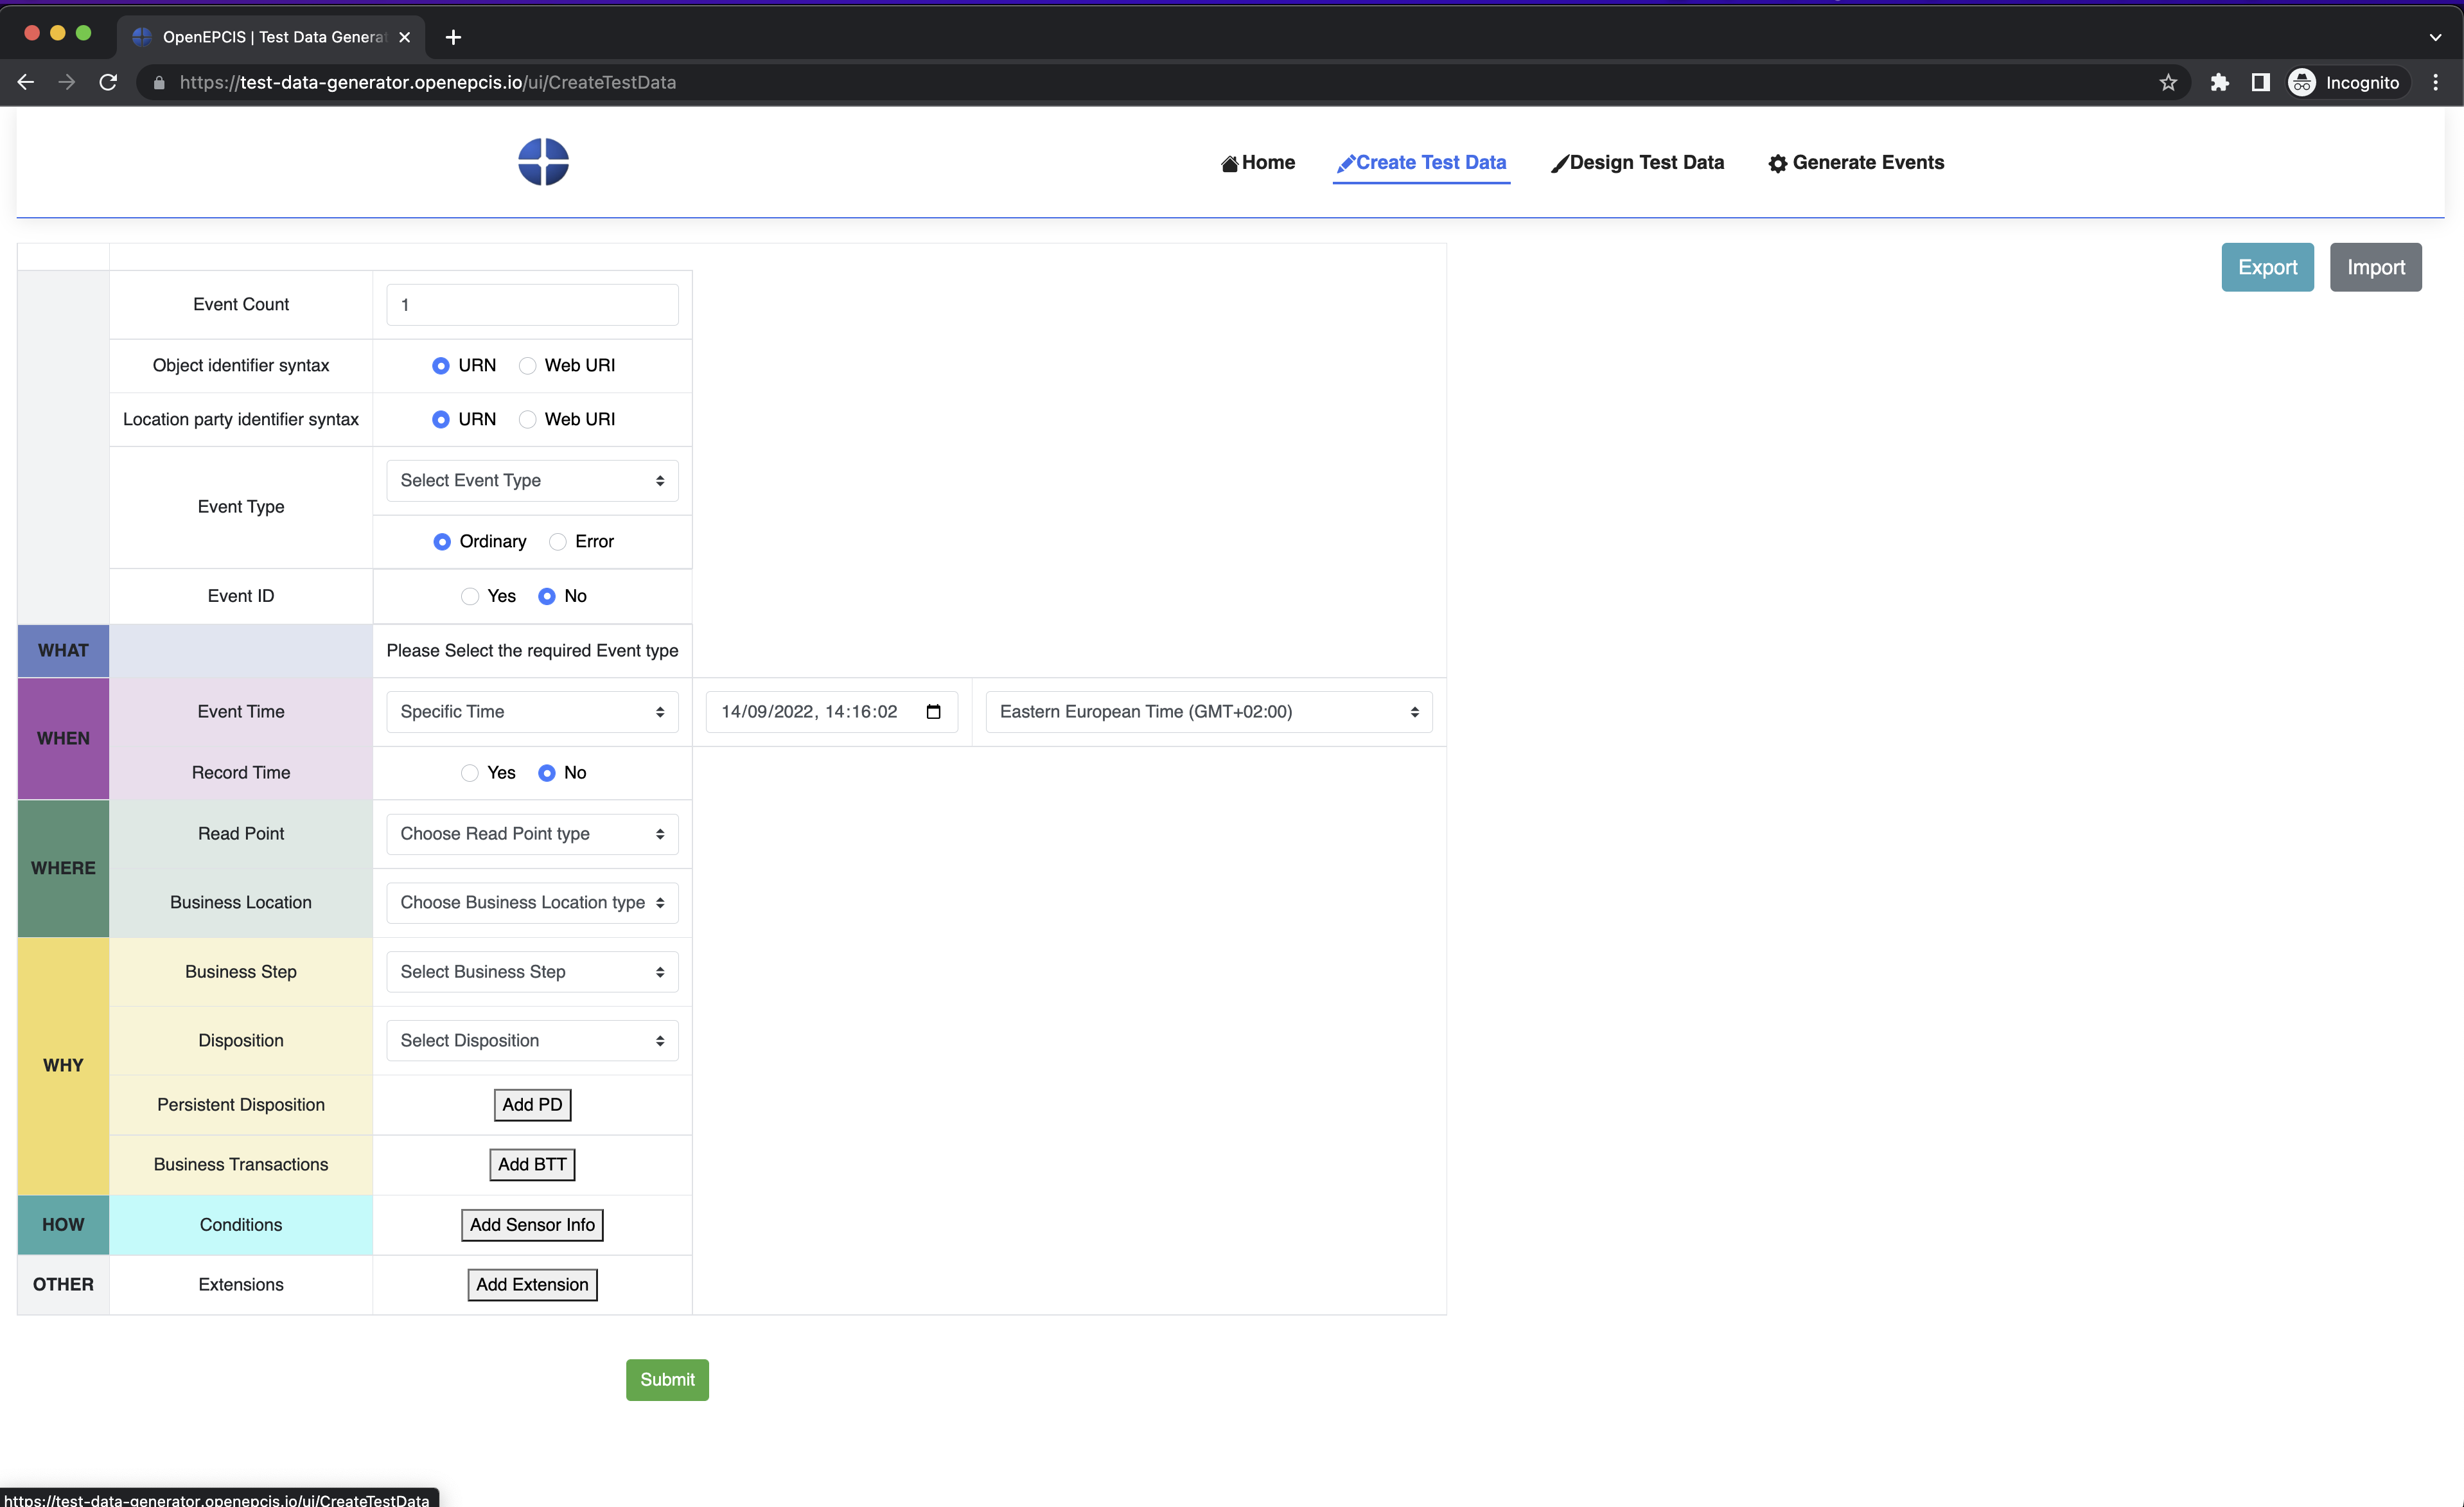 OpenEPCIS | Test Data Genera
https://test-data-generator.openepcis.io/ui/CreateTestData
Incognito
Home
Create Test Data
Design Test Data
Generate Events
Export
Import
Event Count
1
Object identifier syntax
URN
Web URI
Location party identifier syntax
URN
Web URI
Event Type
Select Event Type
Ordinary
Error
Event ID
Yes
No
WHAT
Please Select the required Event type
WHEN
Event Time
Specific Time
14/09/2022, 14:16:02
Eastern European Time (GMT+02:00)
Record Time
Yes
No
WHERE
Read Point
Choose Read Point type
Business Location
Choose Business Location type
WHY
Business Step
Select Business Step
Disposition
Select Disposition
Persistent Disposition
Add PD
Business Transactions
Add BTT
HOW
Conditions
Add Sensor Info
OTHER
Extensions
Add Extension
Submit
https://test-data-generator.openepcis.io/ui/CreateTestData